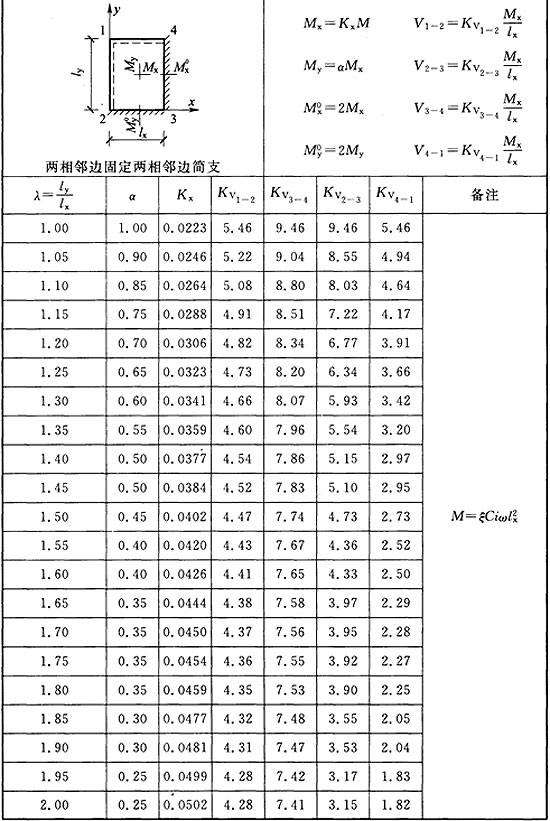 y
1 4
l_y M_y M_x M_x^0
x
2 M_y^0 l_x 3
两相邻边固定两相邻边简支
M_x=K_xM V_{1-2}=K_{V_{1-2}} M_x/l_x
M_y=αM_x V_{2-3}=K_{V_{2-3}} M_x/l_x
M_x^0=2M_x V_{3-4}=K_{V_{3-4}} M_x/l_x
M_y^0=2M_y V_{4-1}=K_{V_{4-1}} M_x/l_x
λ=l_y/l_x α K_x K_{V_{1-2}} K_{V_{3-4}} K_{V_{2-3}} K_{V_{4-1}} 备注
1.00 1.00 0.0223 5.46 9.46 9.46 5.46
1.05 0.90 0.0246 5.22 9.04 8.55 4.94
1.10 0.85 0.0264 5.08 8.80 8.03 4.64
1.15 0.75 0.0288 4.91 8.51 7.22 4.17
1.20 0.70 0.0306 4.82 8.34 6.77 3.91
1.25 0.65 0.0323 4.73 8.20 6.34 3.66
1.30 0.60 0.0341 4.66 8.07 5.93 3.42
1.35 0.55 0.0359 4.60 7.96 5.54 3.20
1.40 0.50 0.0377 4.54 7.86 5.15 2.97
1.45 0.50 0.0384 4.52 7.83 5.10 2.95
1.50 0.45 0.0402 4.47 7.74 4.73 2.73 M=ξCiωl_x^2
1.55 0.40 0.0420 4.43 7.67 4.36 2.52
1.60 0.40 0.0426 4.41 7.65 4.33 2.50
1.65 0.35 0.0444 4.38 7.58 3.97 2.29
1.70 0.35 0.0450 4.37 7.56 3.95 2.28
1.75 0.35 0.0454 4.36 7.55 3.92 2.27
1.80 0.35 0.0459 4.35 7.53 3.90 2.25
1.85 0.30 0.0477 4.32 7.48 3.55 2.05
1.90 0.30 0.0481 4.31 7.47 3.53 2.04
1.95 0.25 0.0499 4.28 7.42 3.17 1.83
2.00 0.25 0.0502 4.28 7.41 3.15 1.82